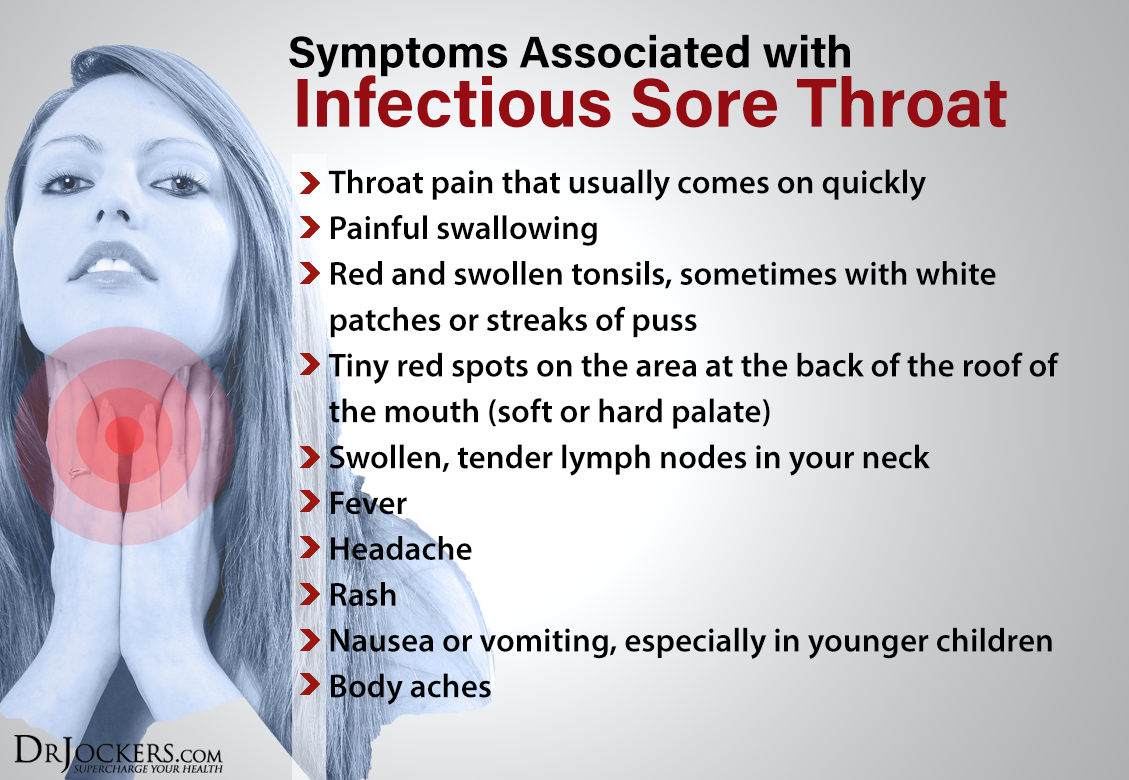 Symptoms Associated with
Infectious Sore Throat
Throat pain that usually comes on quickly
Painful swallowing
Red and swollen tonsils, sometimes with white
patches or streaks of puss
Tiny red spots on the area at the back of the roof of
the mouth (soft or hard palate)
Swollen, tender lymph nodes in your neck
Fever
Headache
Rash
Nausea or vomiting, especially in younger children
Body aches
DrJockers.com
SUPERCHARGE YOUR HEALTH